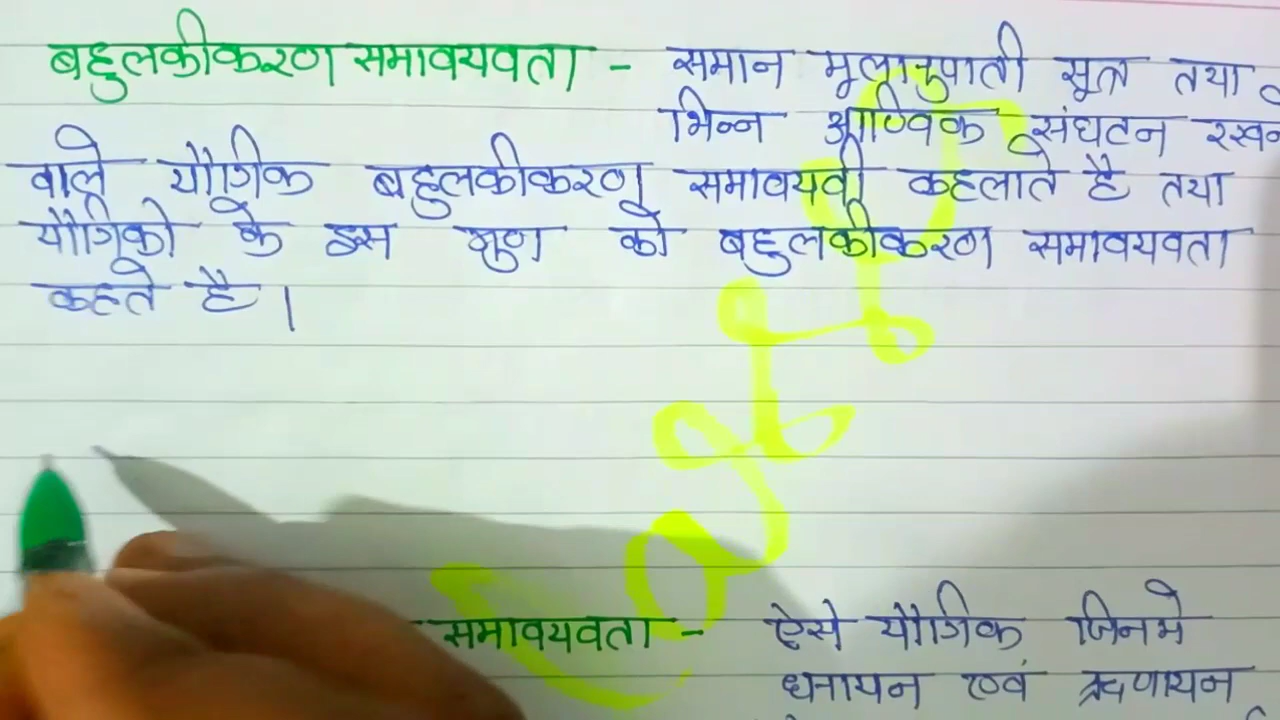 बहुलकीकरण समावयवता - समान मूलानुपाती सूत्र तथा
भिन्न आण्विक संघटन रखने
वाले यौगिक बहुलकीकरण समावयवी कहलाते है तथा
यौगिको के इस गुण को बहुलकीकरण समावयवता
कहते है।
समावयवता - ऐसे यौगिक जिनमे
धनायन एवं ऋणायन